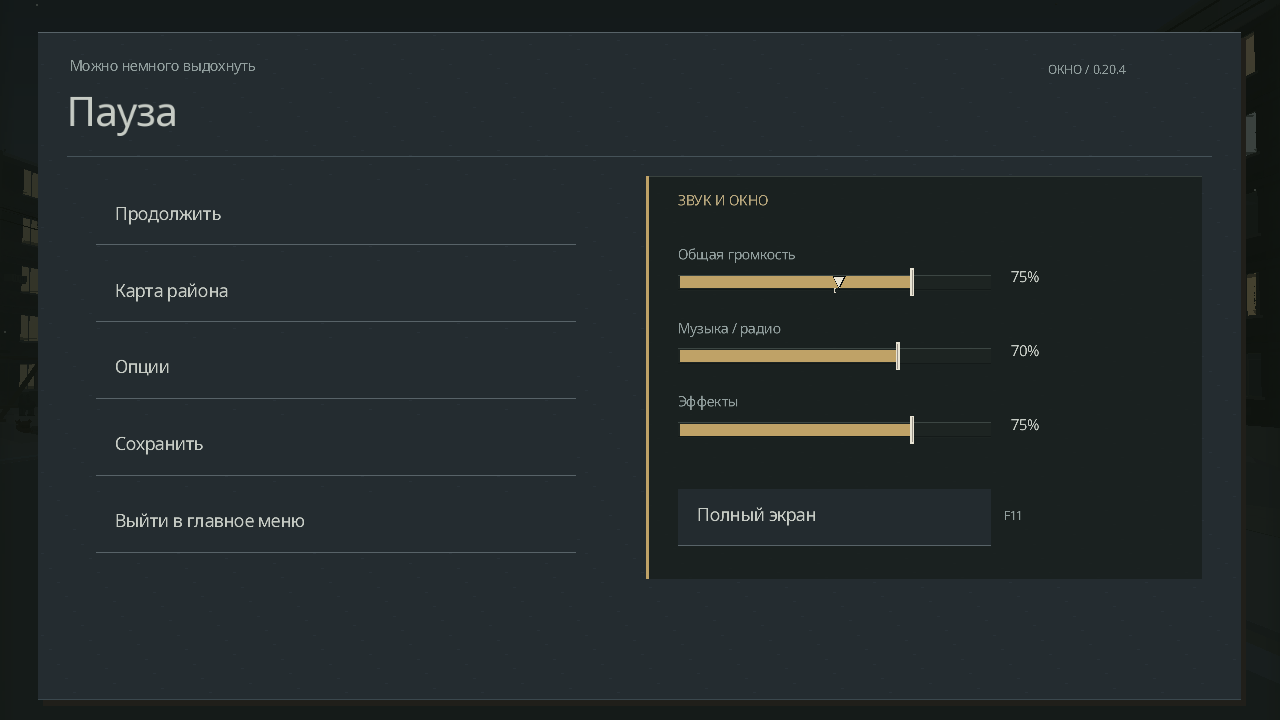 Можно немного выдохнуть
ОКНО / 0.20.4
Пауза
Продолжить
Карта района
Опции
Сохранить
Выйти в главное меню
ЗВУК И ОКНО
Общая громкость
75%
Музыка / радио
70%
Эффекты
75%
Полный экран
F11